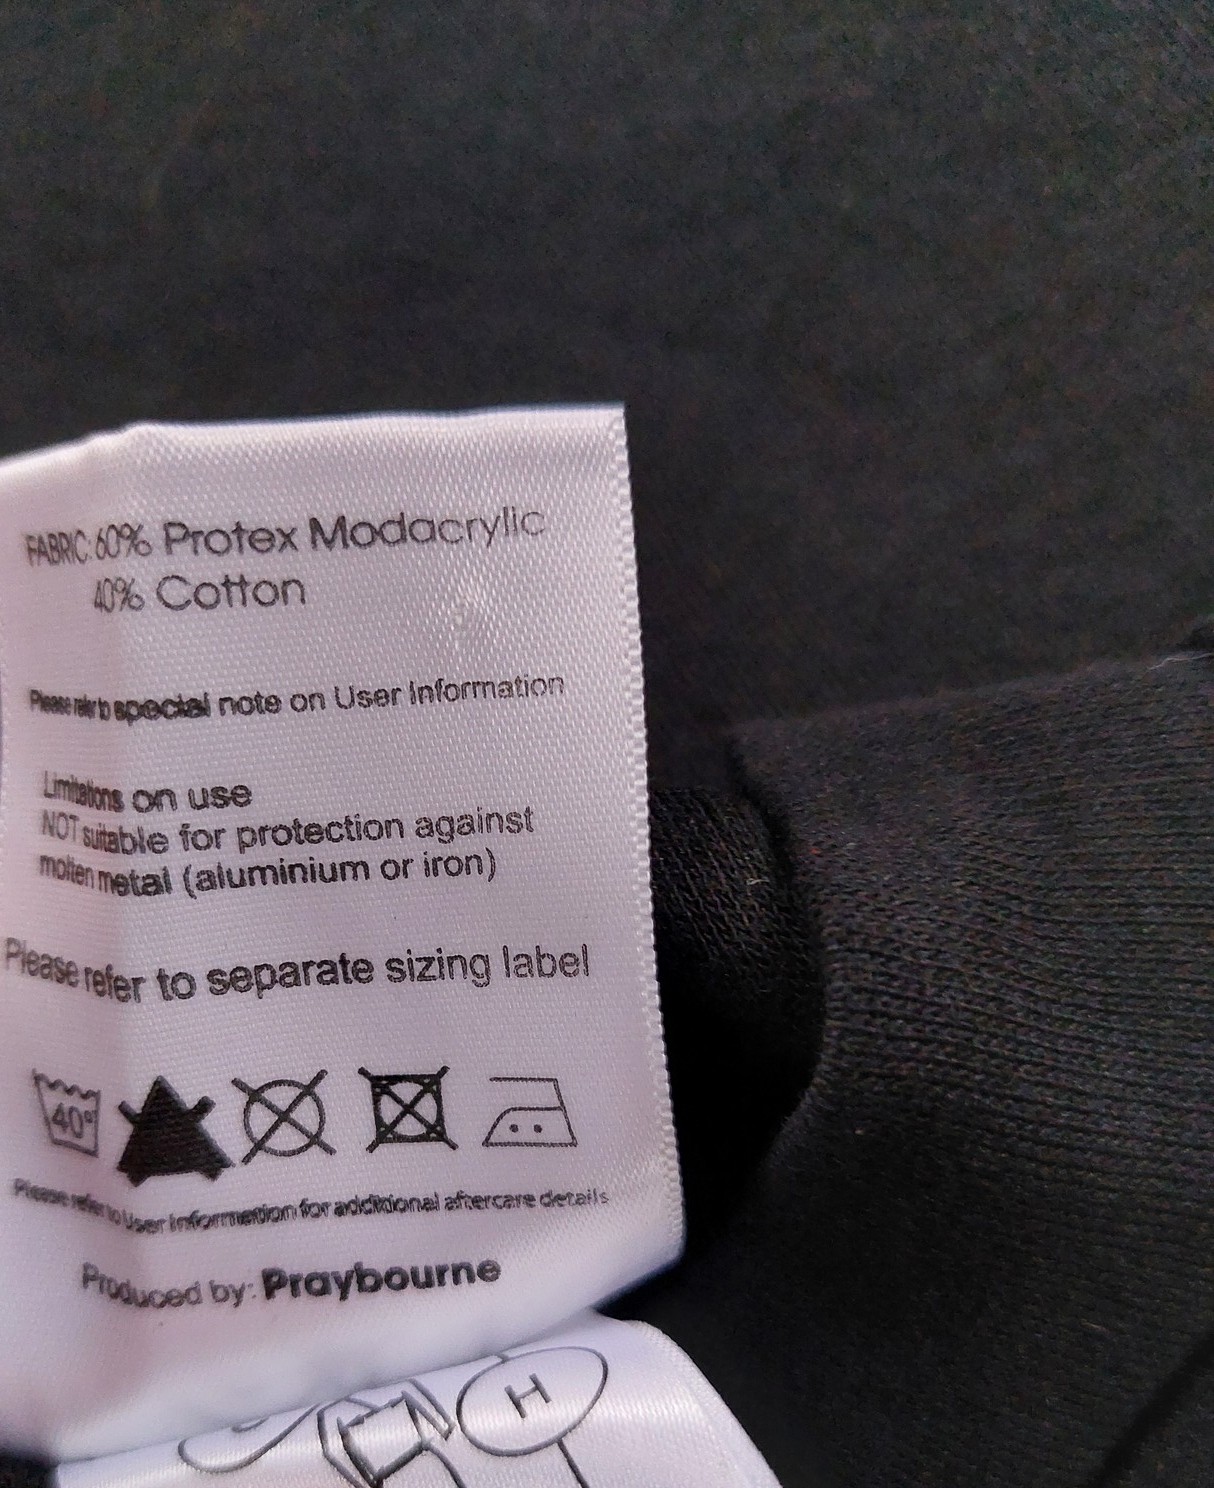 FABRIC: 60% Protex Modacrylic
40% Cotton
Please refer to special note on User Information
Limitations on use
NOT suitable for protection against
molten metal (aluminium or iron)
Please refer to separate sizing label
40°
Please refer to User Information for additional aftercare details
Produced by: Praybourne
H